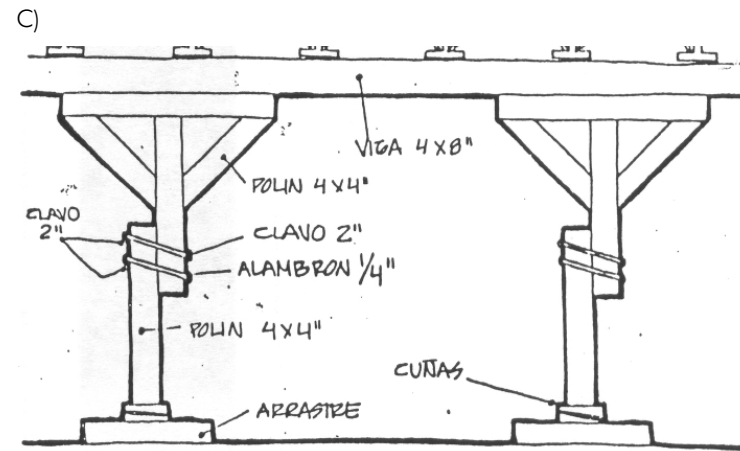 C)
VIGA 4X8"
POLIN 4X4"
CLAVO
2"
CLAVO 2"
ALAMBRON 1/4"
POLIN 4X4"
CUÑAS
ARRASTRE